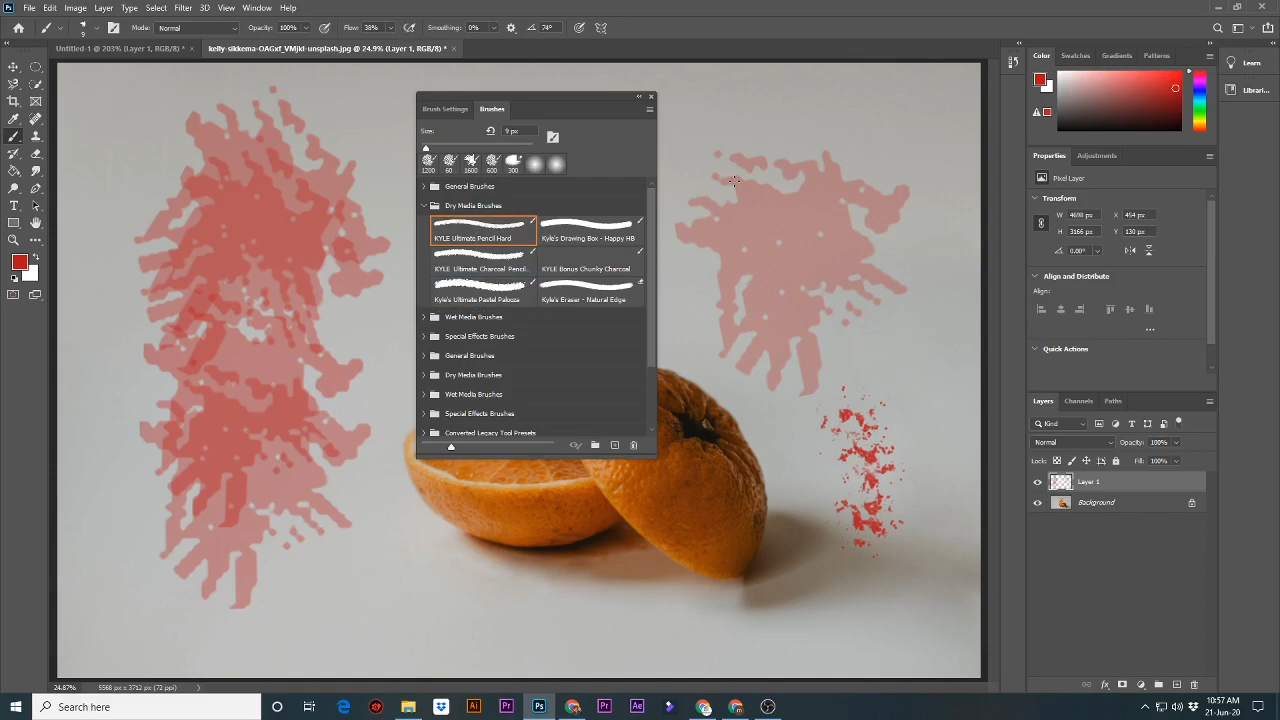 File Edit Image Layer Type Select Filter 3D View Window Help
Mode: Normal Opacity: 100% Flow: 38% Smoothing: 0% 24°
Untitled-1 @ 203% (Layer 1, RGB/8) * × kelly-sikkema-OAGxf_VMjkI-unsplash.jpg @ 24.9% (Layer 1, RGB/8) * ×
Brush Settings Brushes
Size: 9 px
1200 60 1600 600 300
General Brushes
Dry Media Brushes
KYLE Ultimate Pencil Hard Kyle's Drawing Box - Happy HB
KYLE Ultimate Charcoal Pencil... KYLE Bonus Chunky Charcoal
Kyle's Ultimate Pastel Palooza Kyle's Eraser - Natural Edge
Wet Media Brushes
Special Effects Brushes
General Brushes
Dry Media Brushes
Wet Media Brushes
Special Effects Brushes
Converted Legacy Tool Presets
Color Swatches Gradients Patterns
Learn
Librari...
Properties Adjustments
Pixel Layer
Transform
W: 4698 px X: 454 px
H: 3166 px Y: 130 px
0.00°
Align and Distribute
Align:
Quick Actions
Layers Channels Paths
Kind
Normal Opacity: 100%
Lock: Fill: 100%
Layer 1
Background
24.87% 5568 px x 3712 px (72 ppi)
Search here
10:57 AM
21-Jun-20